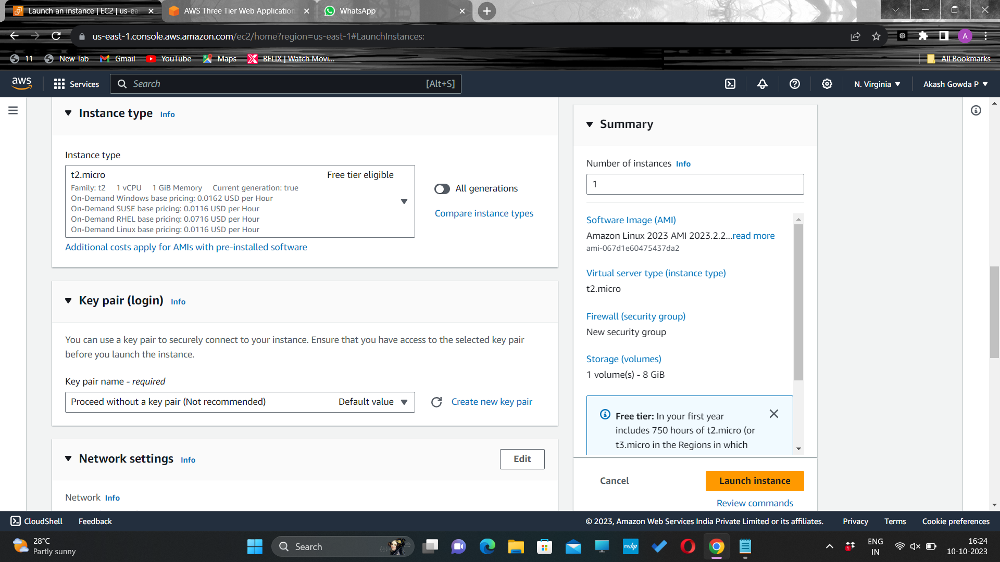 Launch an instance | EC2 | us-ea
AWS Three Tier Web Application
WhatsApp
us-east-1.console.aws.amazon.com/ec2/home?region=us-east-1#LaunchInstances:
A
11
New Tab
Gmail
YouTube
Maps
BFLIX | Watch Movi...
All Bookmarks
aws
Services
Search
[Alt+S]
N. Virginia
Akash Gowda P
Instance type Info
Instance type
t2.micro
Free tier eligible
Family: t2 1 vCPU 1 GiB Memory Current generation: true
On-Demand Windows base pricing: 0.0162 USD per Hour
On-Demand SUSE base pricing: 0.0116 USD per Hour
On-Demand RHEL base pricing: 0.0716 USD per Hour
On-Demand Linux base pricing: 0.0116 USD per Hour
All generations
Compare instance types
Additional costs apply for AMIs with pre-installed software
Key pair (login) Info
You can use a key pair to securely connect to your instance. Ensure that you have access to the selected key pair
before you launch the instance.
Key pair name - required
Proceed without a key pair (Not recommended)
Default value
Create new key pair
Network settings Info
Edit
Network Info
Summary
Number of instances Info
1
Software Image (AMI)
Amazon Linux 2023 AMI 2023.2.2...read more
ami-067d1e60475437da2
Virtual server type (instance type)
t2.micro
Firewall (security group)
New security group
Storage (volumes)
1 volume(s) - 8 GiB
Free tier: In your first year
includes 750 hours of t2.micro (or
t3.micro in the Regions in which
Cancel
Launch instance
Review commands
CloudShell
Feedback
© 2023, Amazon Web Services India Private Limited or its affiliates.
Privacy
Terms
Cookie preferences
28°C
Partly sunny
Search
myhp
1
ENG
IN
16:24
10-10-2023